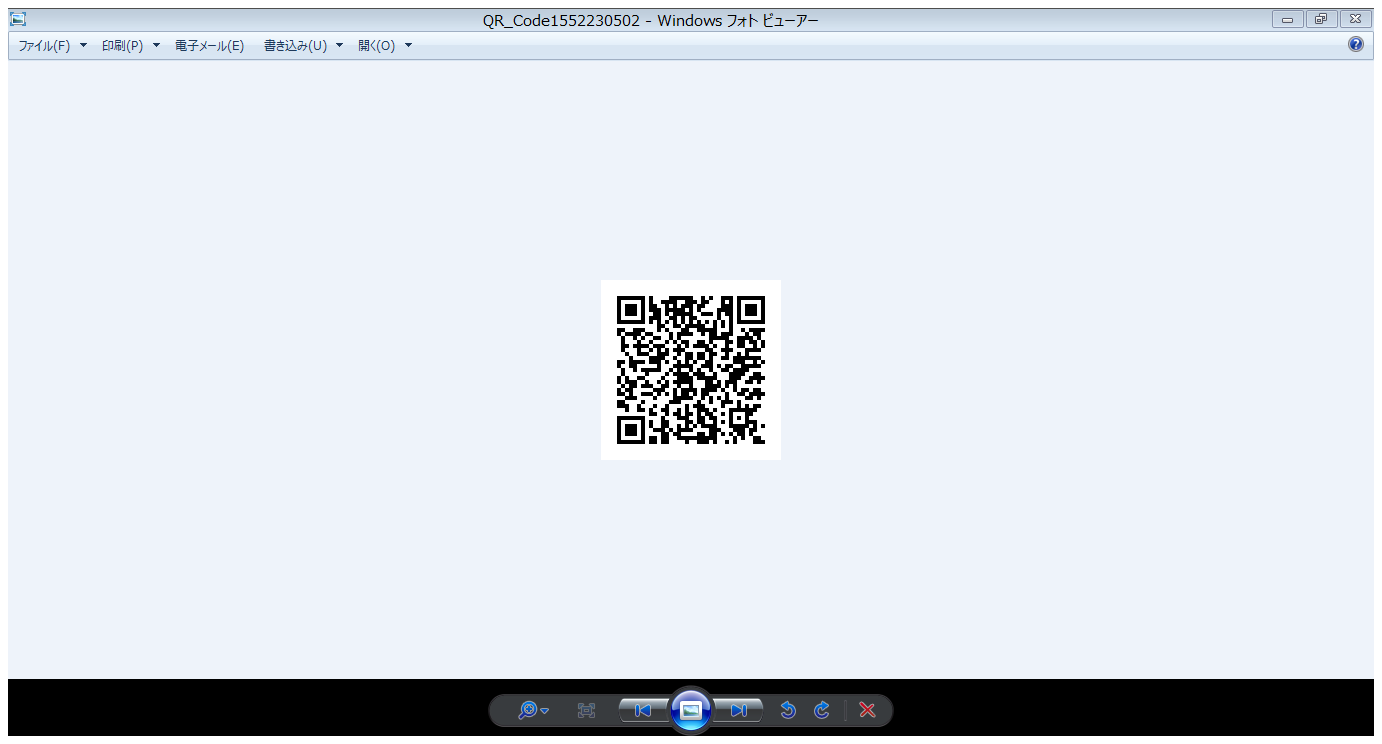 QR_Code1552230502 - Windows フォト ビューアー
ファイル(F) 印刷(P) 電子メール(E) 書き込み(U) 開く(O)